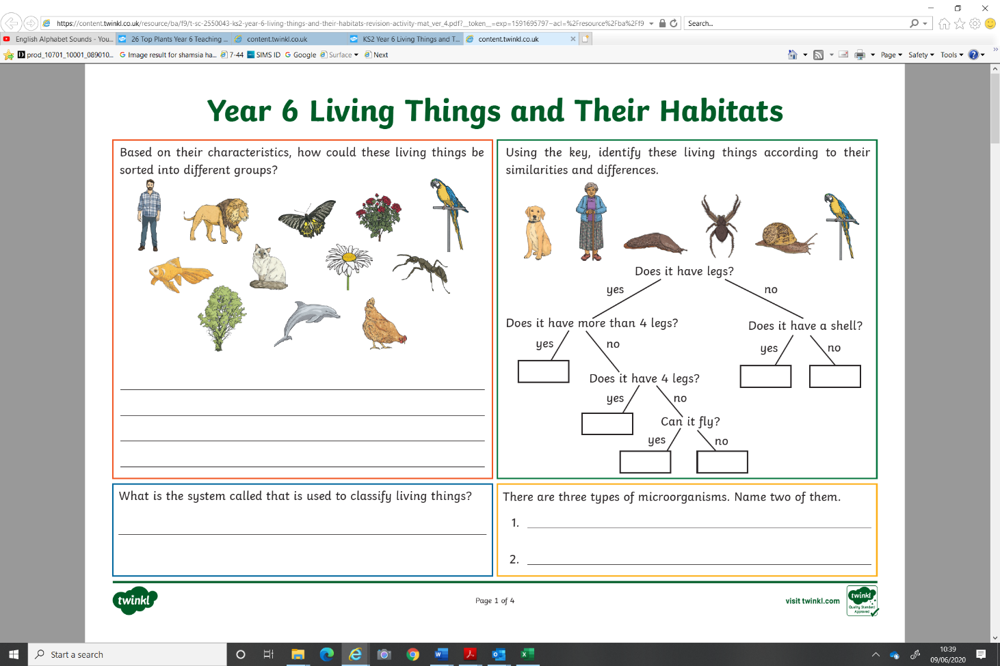 https://content.twinkl.co.uk/resource/ba/f9/t-sc-2550043-ks2-year-6-living-things-and-their-habitats-revision-activity-mat_ver_4.pdf?__token__=exp=1591695797~acl=%2Fresource%2Fba%2Ff9
Search...
English Alphabet Sounds - You...
26 Top Plants Year 6 Teaching ...
content.twinkl.co.uk
KS2 Year 6 Living Things and T...
content.twinkl.co.uk
prod_10701_10001_089010...
Image result for shamsia ha...
7-44
SIMS ID
Google
Surface
Next
Page
Safety
Tools
Year 6 Living Things and Their Habitats
Based on their characteristics, how could these living things be
sorted into different groups?
Using the key, identify these living things according to their
similarities and differences.
Does it have legs?
yes
no
Does it have more than 4 legs?
Does it have a shell?
yes
no
yes
no
Does it have 4 legs?
yes
no
Can it fly?
yes
no
What is the system called that is used to classify living things?
There are three types of microorganisms. Name two of them.
1.
2.
twinkl
Page 1 of 4
visit twinkl.com
twinkl
Quality Standard
Approved
Start a search
10:39
09/06/2020